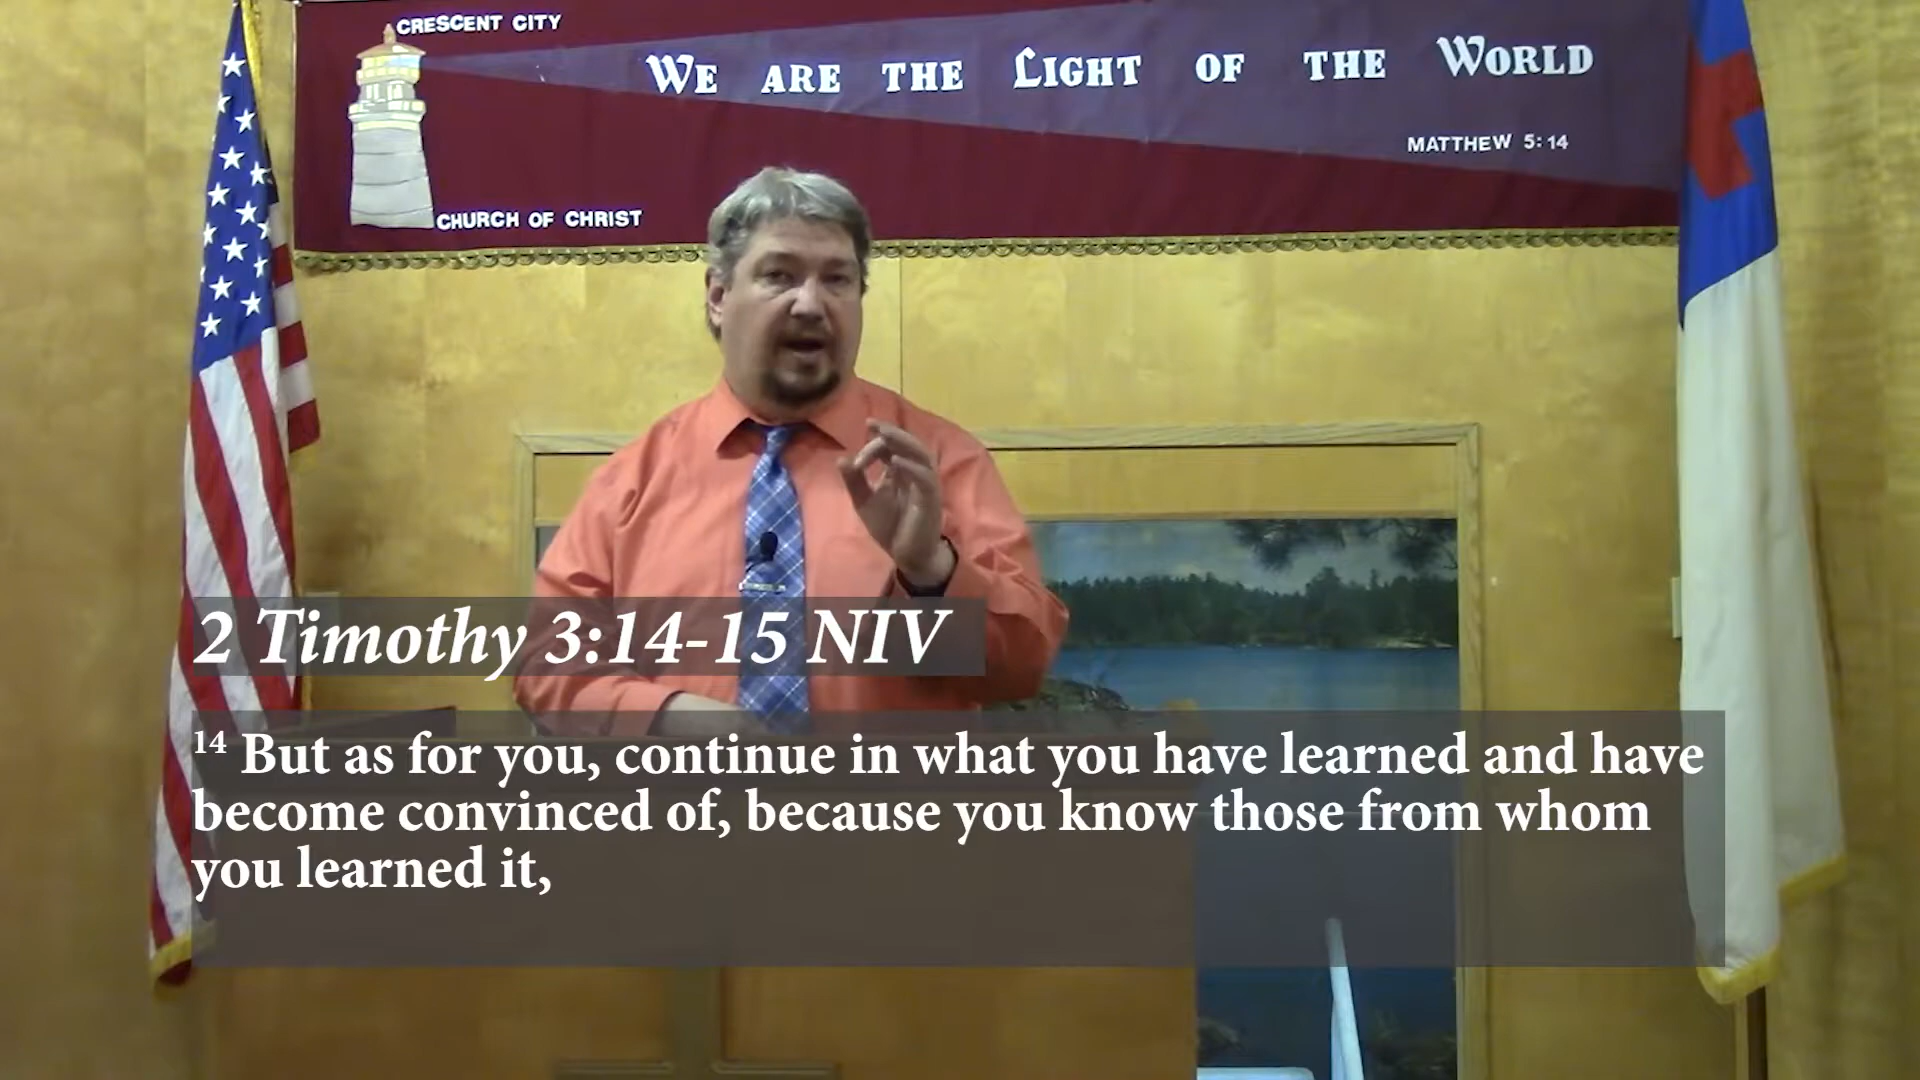 CRESCENT CITY
WE ARE THE LIGHT OF THE WORLD
MATTHEW 5:14
CHURCH OF CHRIST
2 Timothy 3:14-15 NIV
14 But as for you, continue in what you have learned and have
become convinced of, because you know those from whom
you learned it,